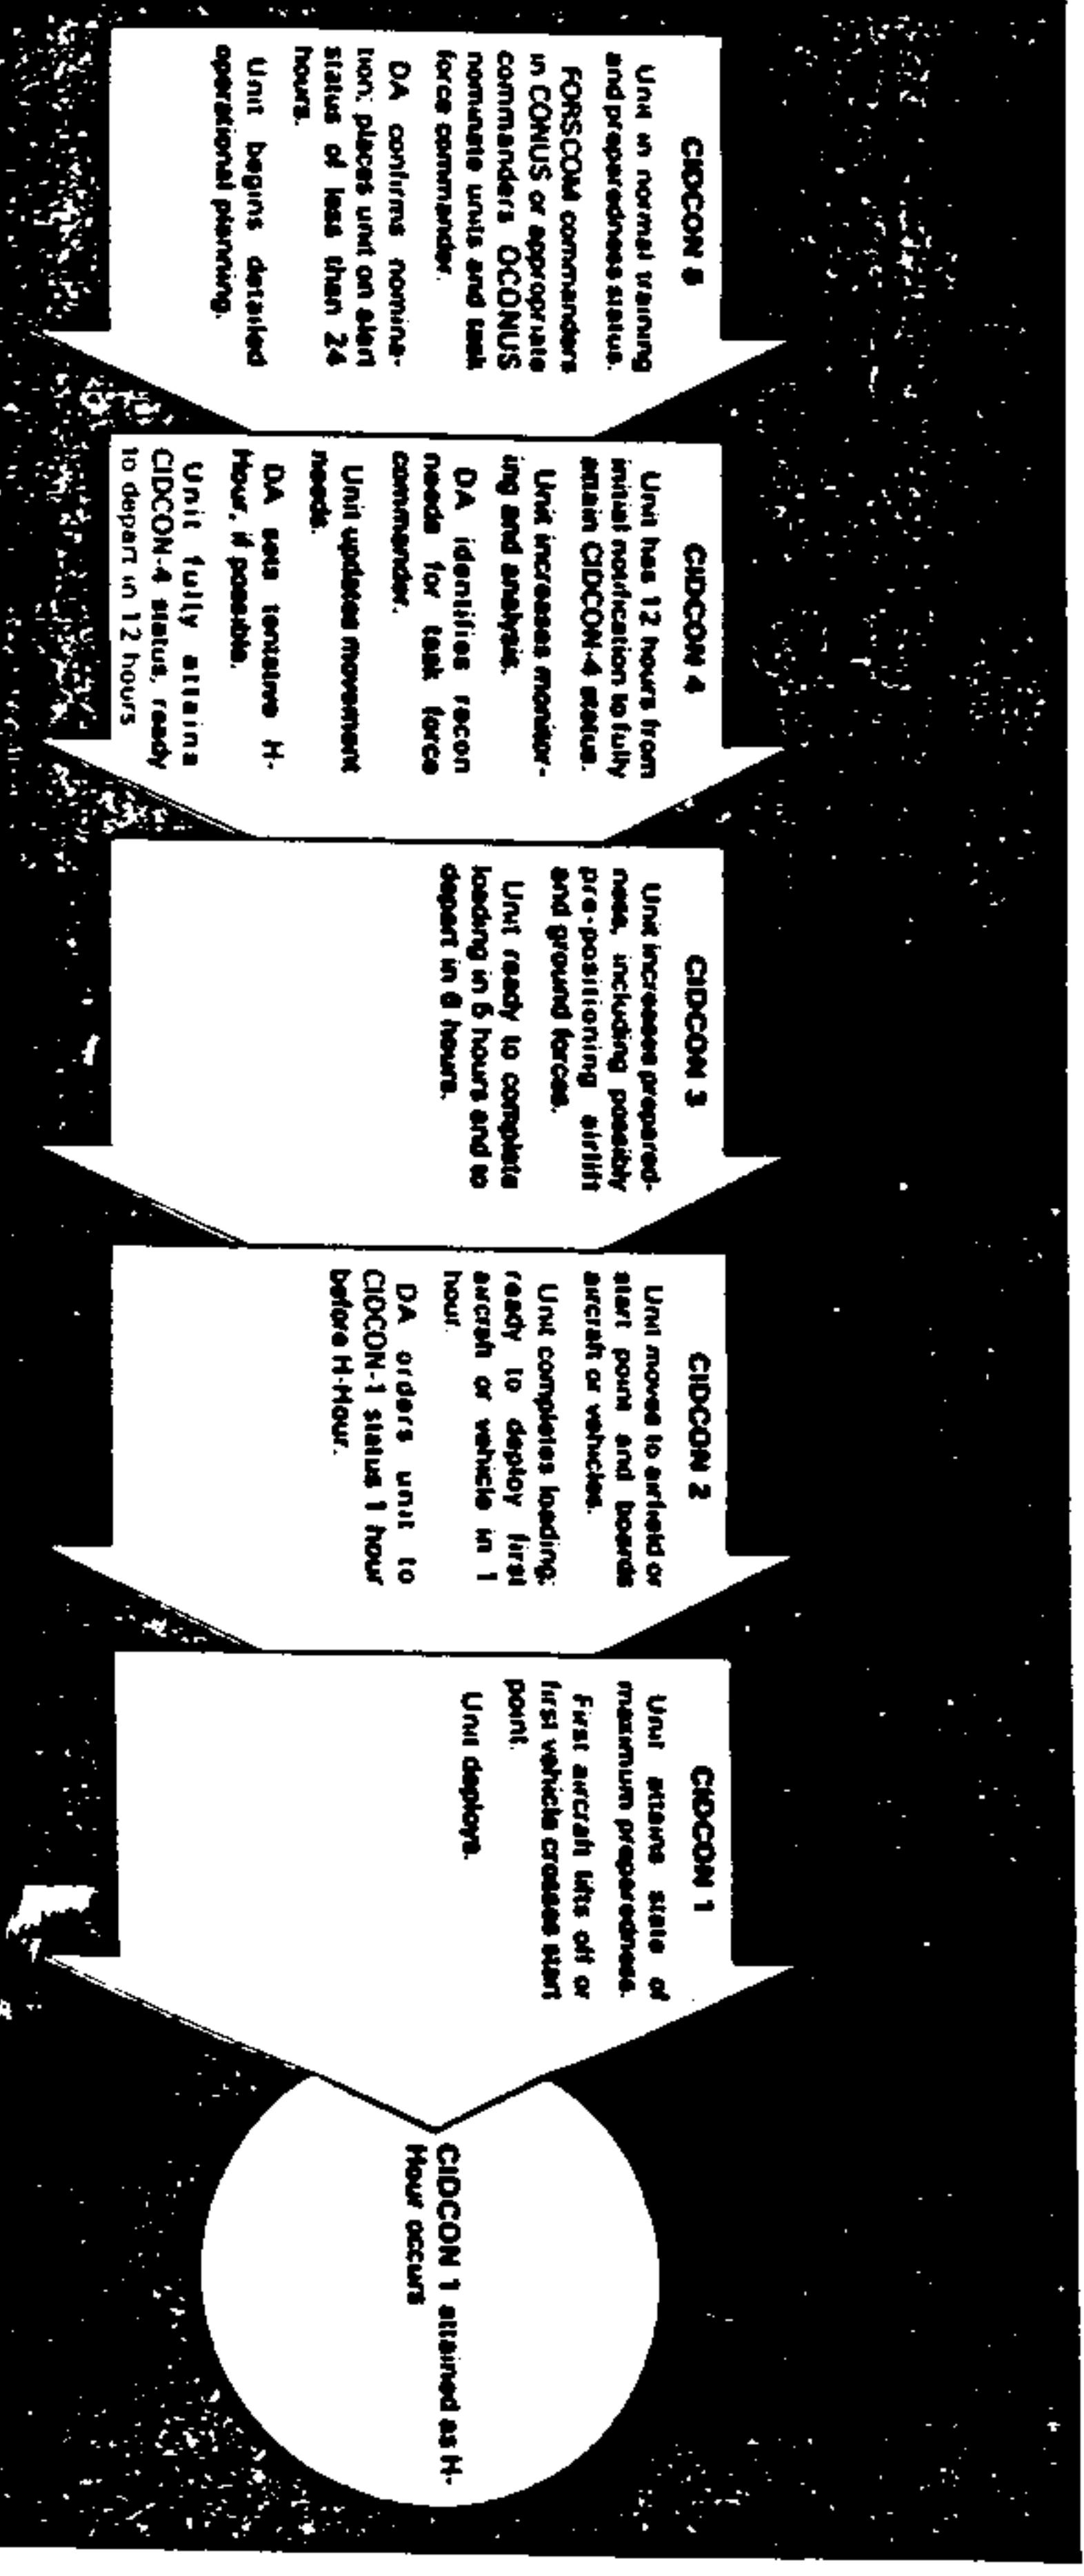 CIDCON 5
Unit in normal training
and preparedness status.
FORSCOM commanders
in CONUS or appropriate
commanders OCONUS
nominate units and task
force commander.
DA confirms nomina-
tion; places unit on alert
status of less than 24
hours.
Unit begins detailed
operational planning.
CIDCON 4
Unit has 12 hours from
initial notification to fully
attain CIDCON-4 status.
Unit increases monitor-
ing and analysis.
DA identifies recon
needs for task force
commander.
Unit updates movement
needs.
DA sets tentative H-
Hour, if possible.
Unit fully attains
CIDCON-4 status, ready
to depart in 12 hours
CIDCON 3
Unit increases prepared-
ness, including possibly
pre-positioning airlift
and ground forces.
Unit ready to complete
loading in 5 hours and to
depart in 6 hours.
CIDCON 2
Unit moves to airfield or
start point and boards
aircraft or vehicles.
Unit completes loading;
ready to deploy first
aircraft or vehicle in 1
hour.
DA orders unit to
CIDCON-1 status 1 hour
before H-Hour.
CIDCON 1
Unit attains state of
maximum preparedness.
First aircraft lifts off or
first vehicle crosses start
point.
Unit deploys.
CIDCON 1 attained as H-
Hour occurs